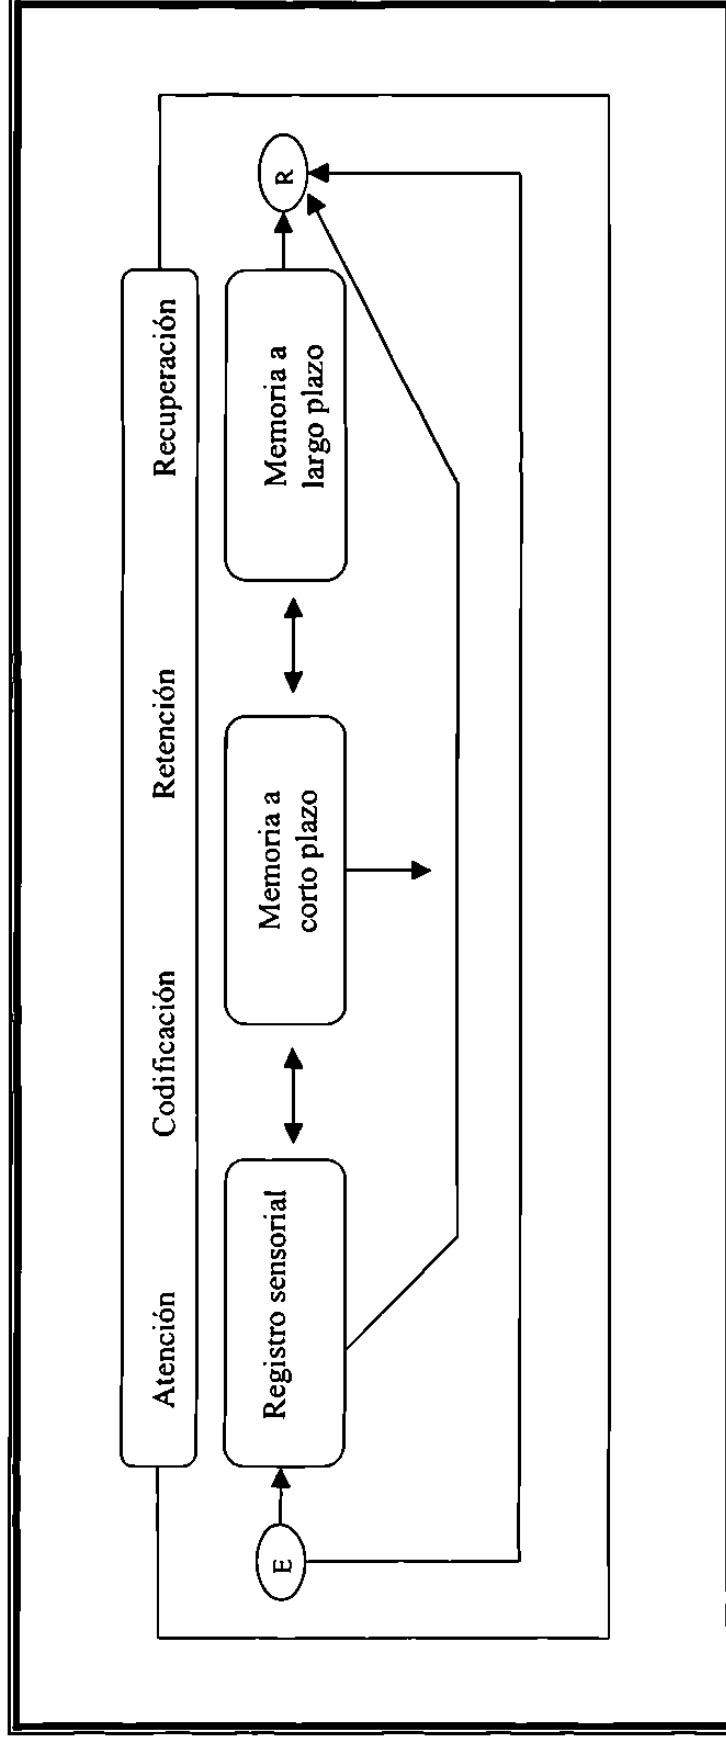 Atención Codificación Retención Recuperación
E
Registro sensorial
Memoria a
corto plazo
Memoria a
largo plazo
R